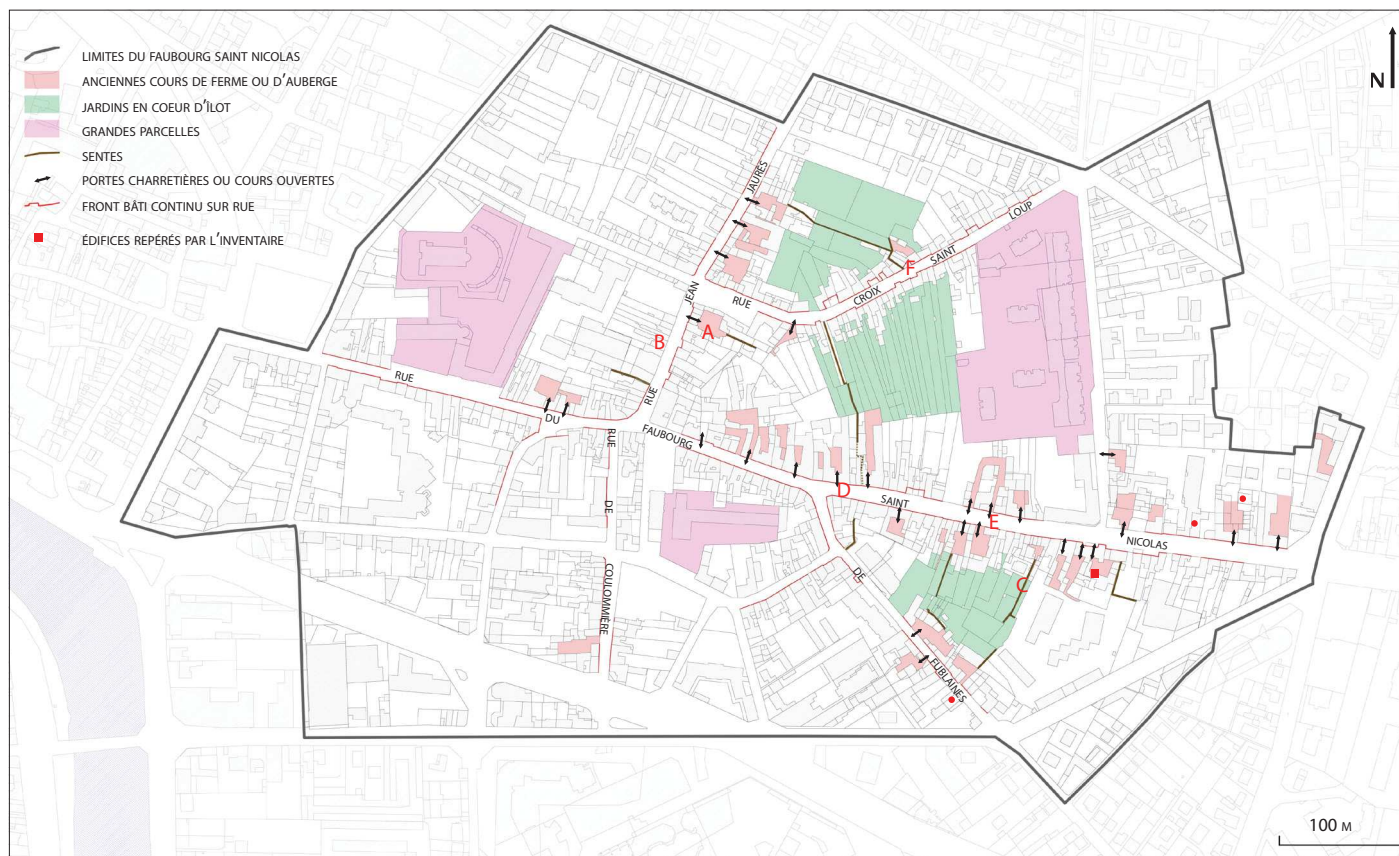 LIMITES DU FAUBOURG SAINT NICOLAS
ANCIENNES COURS DE FERME OU D'AUBERGE
JARDINS EN COEUR D'ÎLOT
GRANDES PARCELLES
SENTES
PORTES CHARRETIÈRES OU COURS OUVERTES
FRONT BÂTI CONTINU SUR RUE
ÉDIFICES REPÉRÉS PAR L'INVENTAIRE
N
JAURÈS
LOUP
SAINT
F
CROIX
RUE
JEAN
A
B
RUE
RUE
DU
RUE
FAUBOURG
D
SAINT
E
NICOLAS
DE
C
DE
COULOMMIÈRE
FUBLAINES
100 M